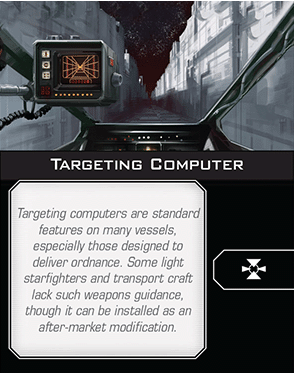 TARGETING COMPUTER
Targeting computers are standard
features on many vessels,
especially those designed to
deliver ordnance. Some light
starfighters and transport craft
lack such weapons guidance,
though it can be installed as an
after-market modification.